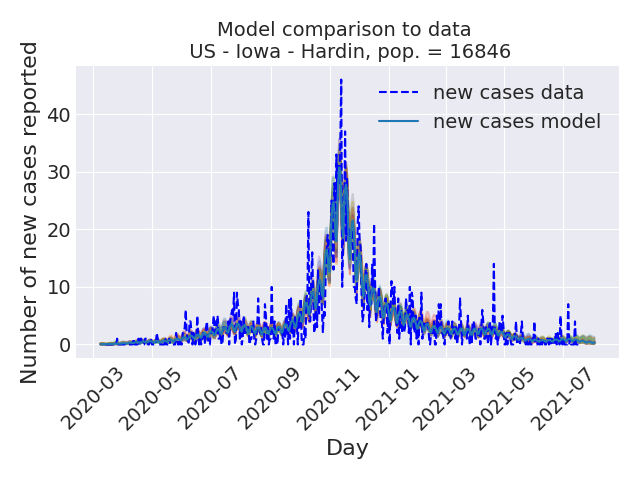 Model comparison to data
US - Iowa - Hardin, pop. = 16846
new cases data
new cases model
Number of new cases reported
40
30
20
10
0
2020-03
2020-05
2020-07
2020-09
2020-11
2021-01
2021-03
2021-05
2021-07
Day